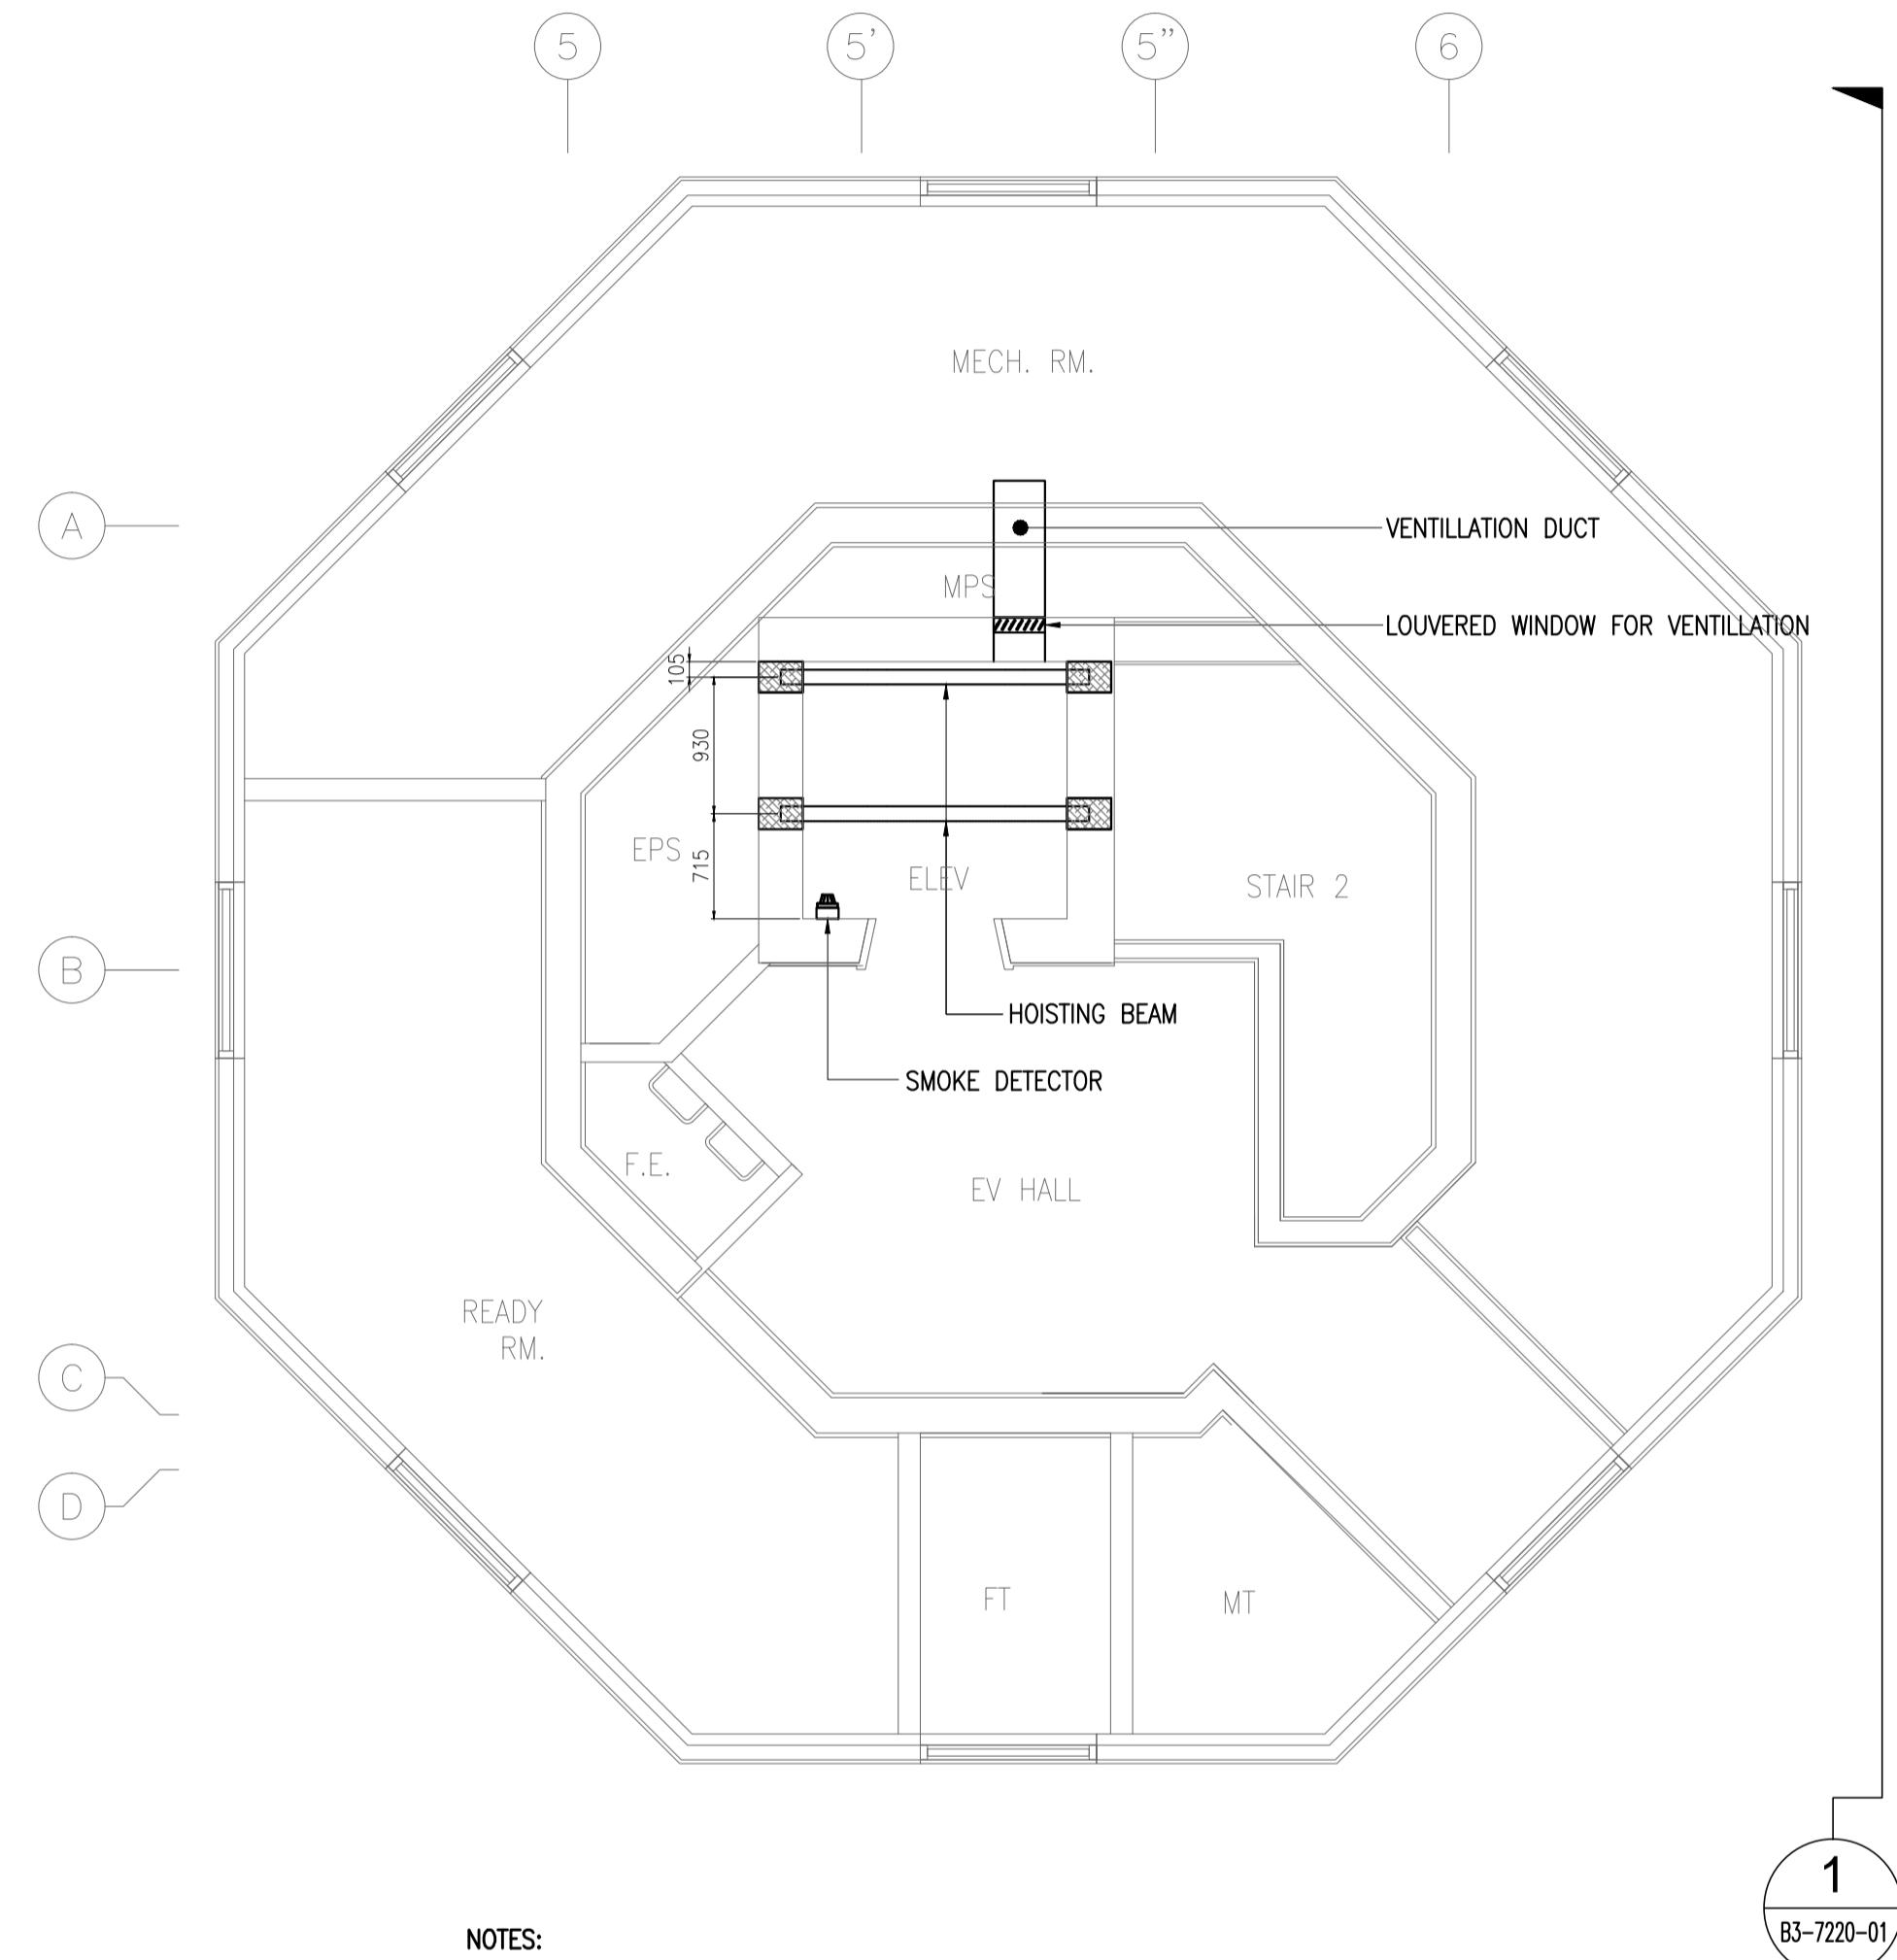 5
5’
5”
6
MECH. RM.
A
VENTILLATION DUCT
MPS
LOUVERED WINDOW FOR VENTILLATION
105
930
EPS
715
ELEV
STAIR 2
B
HOISTING BEAM
SMOKE DETECTOR
F.E.
EV HALL
READY
RM.
C
D
FT
MT
1
B3-7220-01
NOTES: